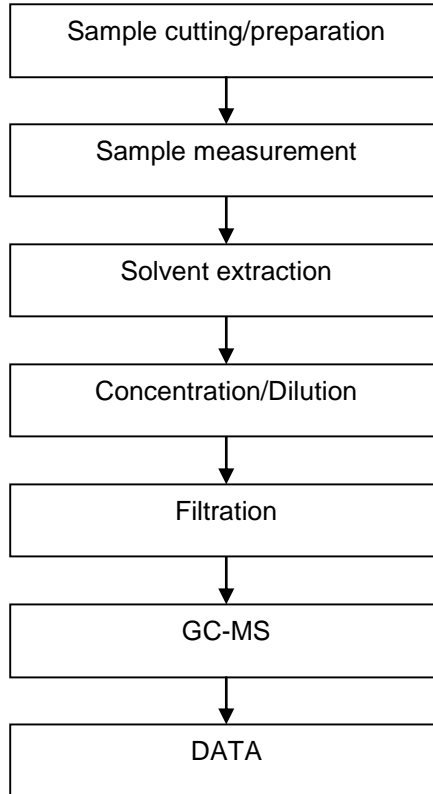 Sample cutting/preparation
Sample measurement
Solvent extraction
Concentration/Dilution
Filtration
GC-MS
DATA